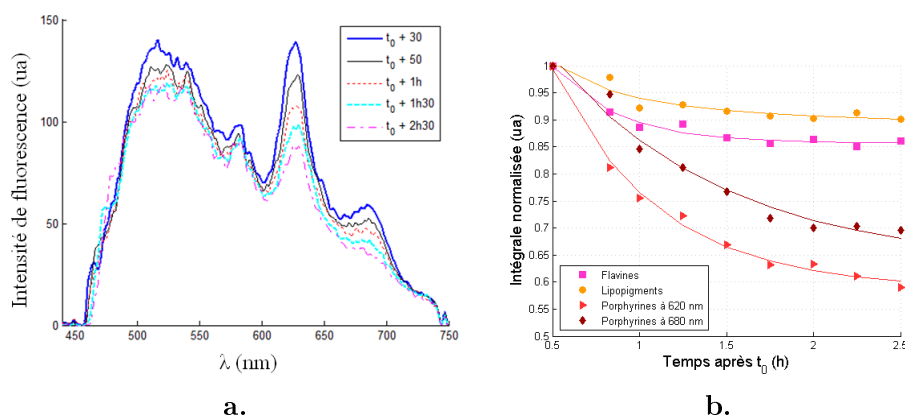 150
100
50
0
Intensité de fluorescence (ua)
450 500 550 600 650 700 750
λ (nm)
t₀ + 30
t₀ + 50
t₀ + 1h
t₀ + 1h30
t₀ + 2h30
a.
1
0.95
0.9
0.85
0.8
0.75
0.7
0.65
0.6
0.55
0.5
Intégrale normalisée (ua)
0.5 1.0 1.5 2 2.5
Temps après t₀ (h)
Flavines
Lipopigments
Porphyrines à 620 nm
Porphyrines à 680 nm
b.